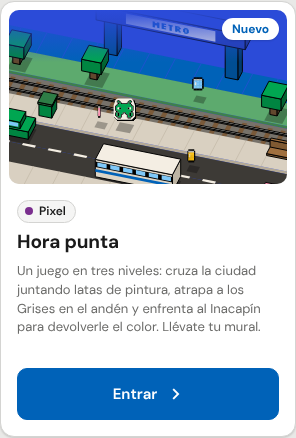 METRO
Nuevo
Pixel
Hora punta
Un juego en tres niveles: cruza la ciudad
juntando latas de pintura, atrapa a los
Grises en el andén y enfrenta al Inacapín
para devolverle el color. Llévate tu mural.
Entrar